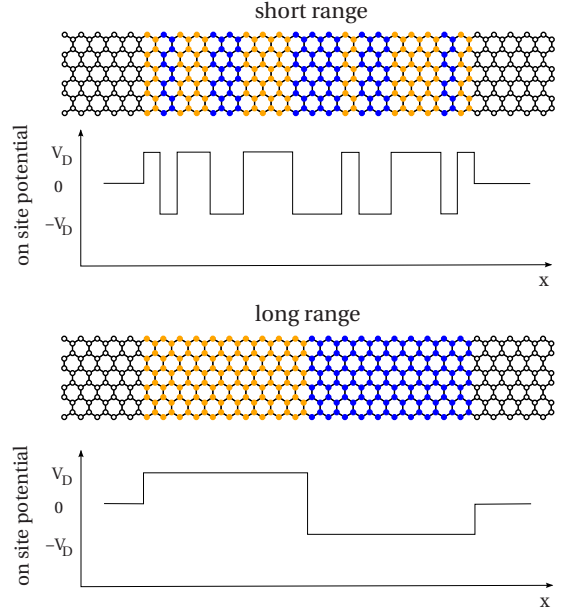 short range
on site potential
V_D
0
−V_D
x
long range
on site potential
V_D
0
−V_D
x